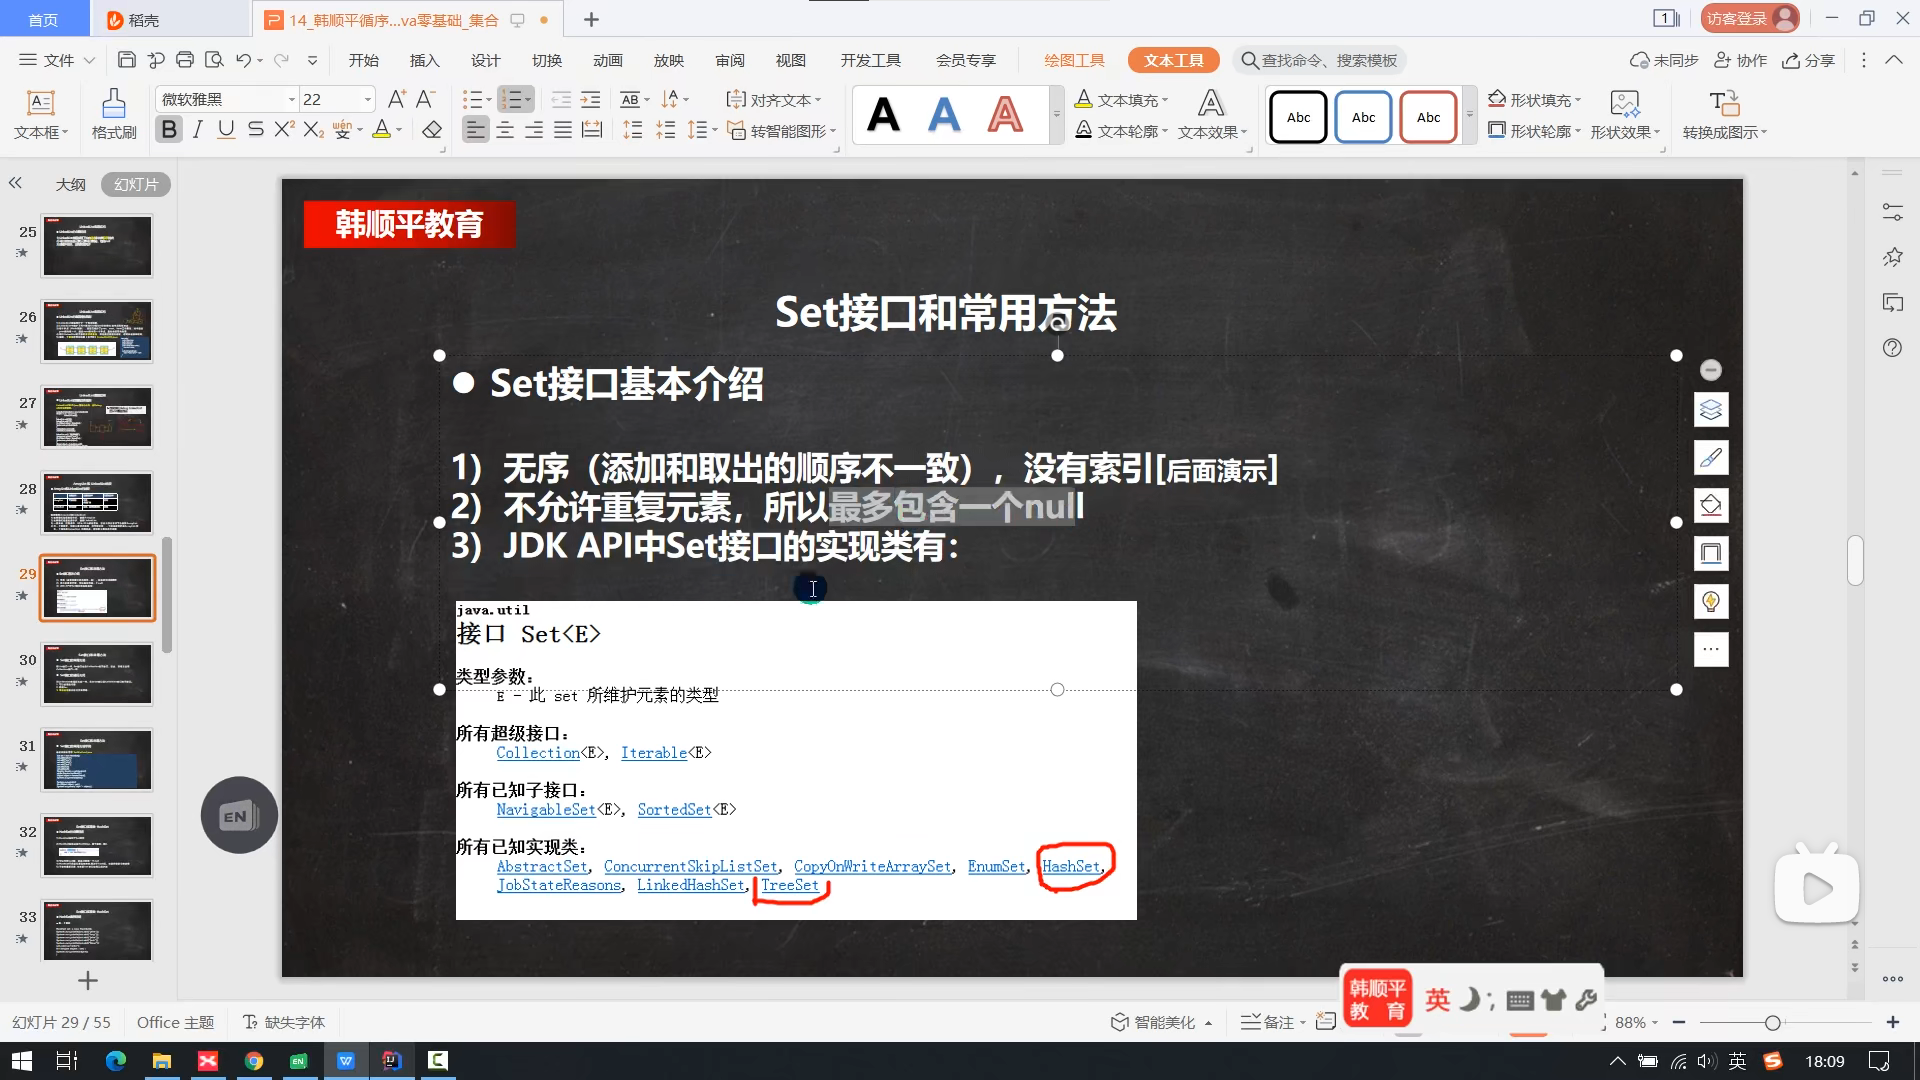 首页
稻壳
14_韩顺平循序...va零基础_集合
1
访客登录
文件
开始
插入
设计
切换
动画
放映
审阅
视图
开发工具
会员专享
绘图工具
文本工具
查找命令、搜索模板
未同步
协作
分享
文本框
格式刷
微软雅黑
22
对齐文本
转智能图形
文本填充
文本轮廓
文本效果
Abc
Abc
Abc
形状填充
形状轮廓
形状效果
转换成图示
大纲
幻灯片
25
26
27
28
29
30
31
32
33
韩顺平教育
Set接口和常用方法
● Set接口基本介绍
1) 无序（添加和取出的顺序不一致），没有索引[后面演示]
2) 不允许重复元素，所以最多包含一个null
3) JDK API中Set接口的实现类有：
java.util
接口 Set<E>
类型参数：
E - 此 set 所维护元素的类型
所有超级接口：
Collection<E>, Iterable<E>
所有已知子接口：
NavigableSet<E>, SortedSet<E>
所有已知实现类：
AbstractSet, ConcurrentSkipListSet, CopyOnWriteArraySet, EnumSet, HashSet,
JobStateReasons, LinkedHashSet, TreeSet
EN
韩顺平
教 育
英
幻灯片 29 / 55
Office 主题
缺失字体
智能美化
备注
88%
英
18:09